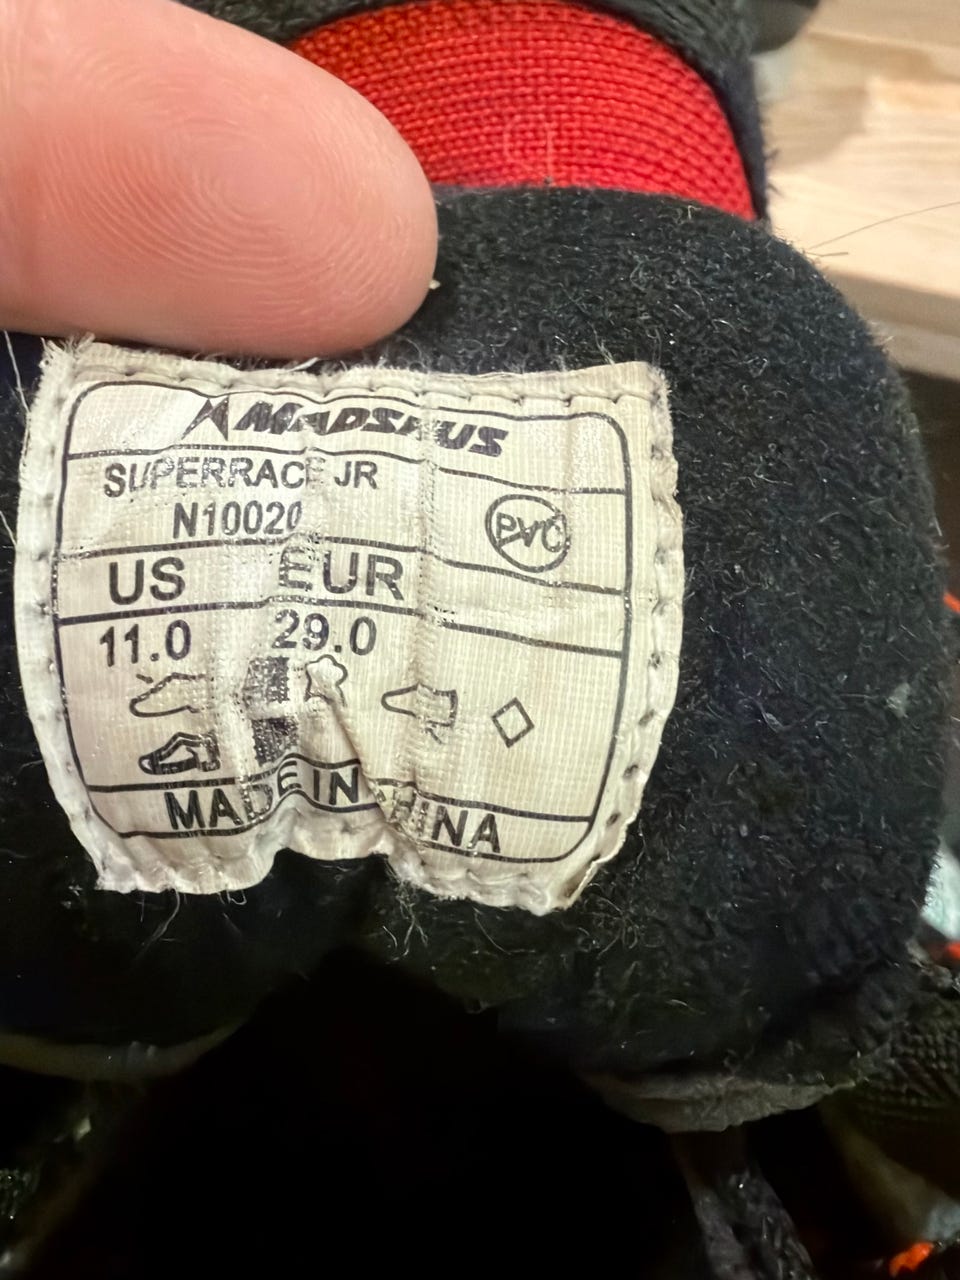 MADSHUS
SUPERRACE JR
N10020
PVC
US EUR
11.0 29.0
MADE IN CHINA